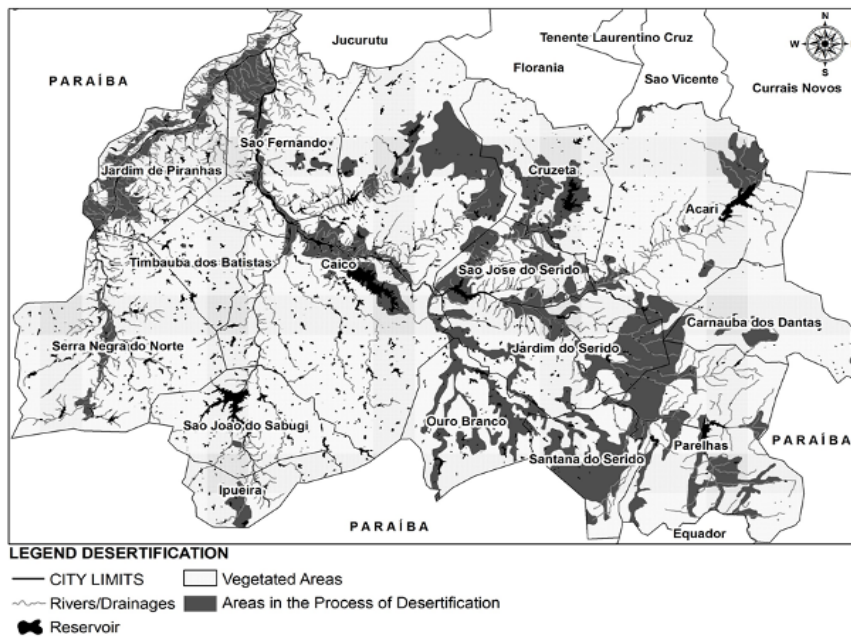 Jucurutu
Tenente Laurentino Cruz
N
W
E
S
PARAÍBA
Florania
Sao Vicente
Currais Novos
Sao Fernando
Jardim de Piranhas
Cruzeta
Acari
Timbauba dos Batistas
Caico
Sao Jose do Serido
Carnauba dos Dantas
Serra Negra do Norte
Jardim do Serido
Sao Joao do Sabugi
Ouro Branco
Parelhas
PARAÍBA
Santana do Serido
Ipueira
PARAÍBA
Equador
LEGEND DESERTIFICATION
CITY LIMITS
Vegetated Areas
Rivers/Drainages
Areas in the Process of Desertification
Reservoir